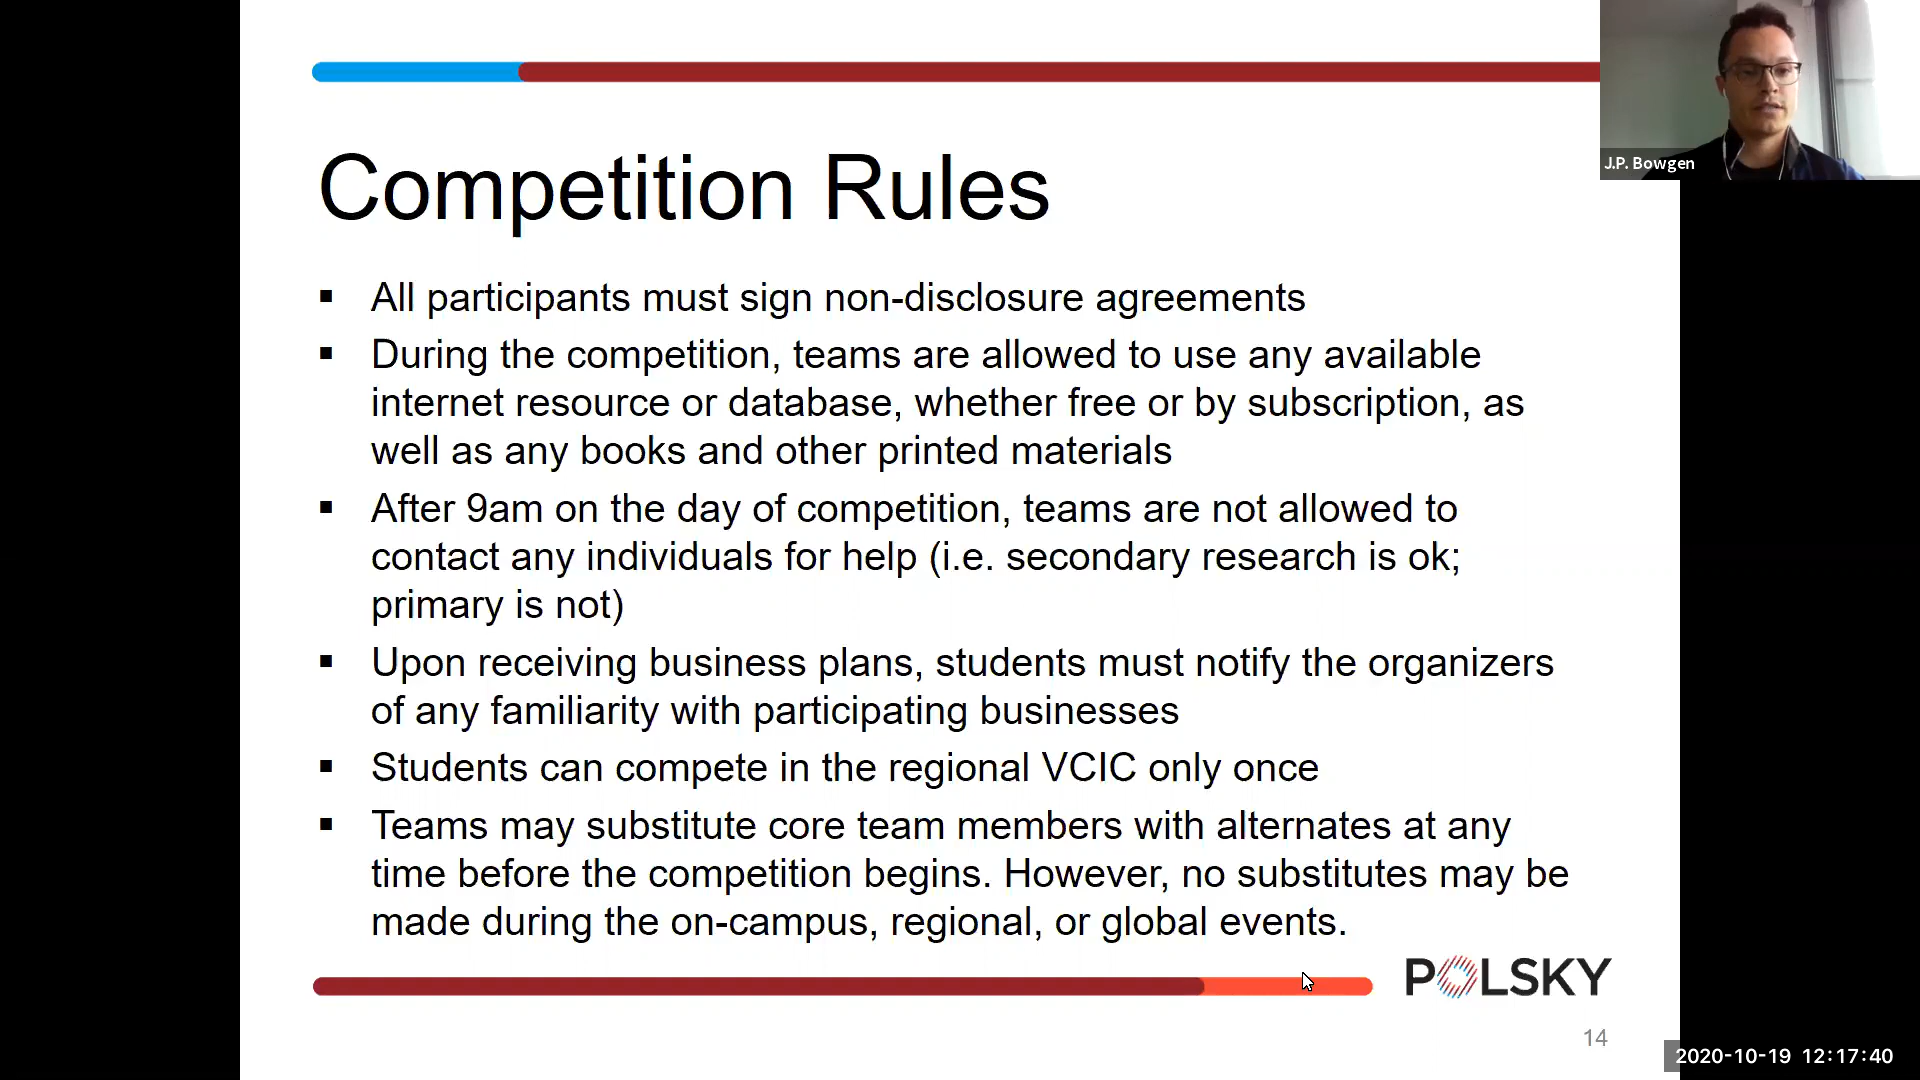 J.P. Bowgen
Competition Rules
▪ All participants must sign non-disclosure agreements
▪ During the competition, teams are allowed to use any available
internet resource or database, whether free or by subscription, as
well as any books and other printed materials
▪ After 9am on the day of competition, teams are not allowed to
contact any individuals for help (i.e. secondary research is ok;
primary is not)
▪ Upon receiving business plans, students must notify the organizers
of any familiarity with participating businesses
▪ Students can compete in the regional VCIC only once
▪ Teams may substitute core team members with alternates at any
time before the competition begins. However, no substitutes may be
made during the on-campus, regional, or global events.
POLSKY
14
2020-10-19 12:17:40